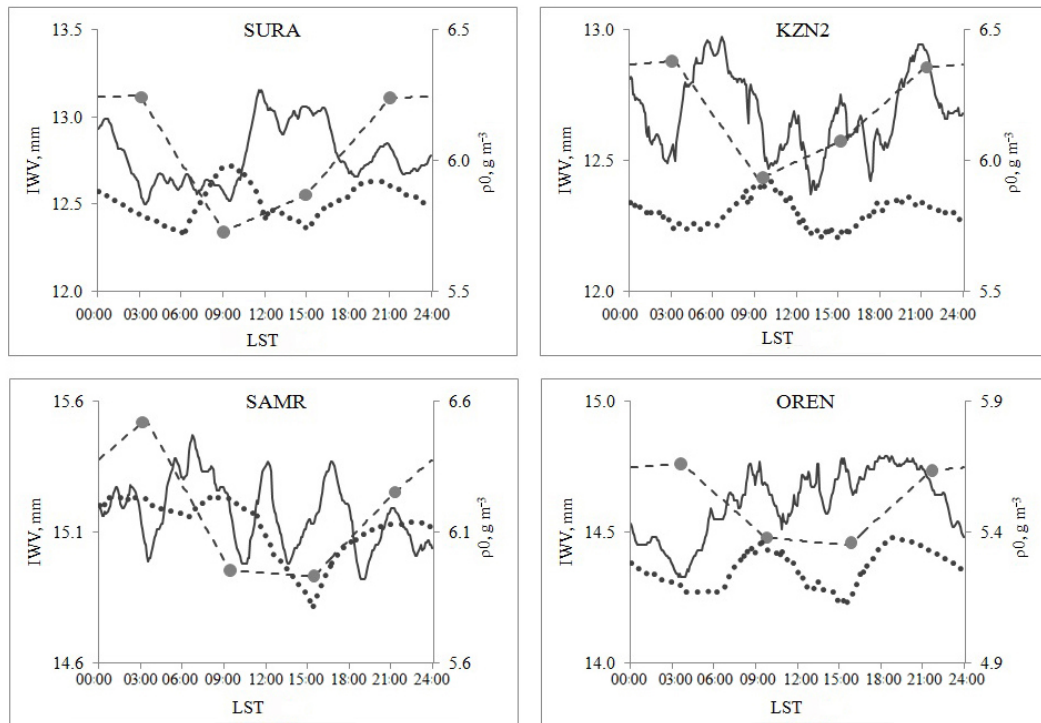 SURA
13.5
13.0
12.5
12.0
IWV, mm
6.5
6.0
5.5
ρ0, g m-3
00:00 03:00 06:00 09:00 12:00 15:00 18:00 21:00 24:00
LST
KZN2
13.0
12.5
12.0
IWV, mm
6.5
6.0
5.5
ρ0, g m-3
00:00 03:00 06:00 09:00 12:00 15:00 18:00 21:00 24:00
LST
SAMR
15.6
15.1
14.6
IWV, mm
6.6
6.1
5.6
ρ0, g m-3
00:00 03:00 06:00 09:00 12:00 15:00 18:00 21:00 24:00
LST
OREN
15.0
14.5
14.0
IWV, mm
5.9
5.4
4.9
ρ0, g m-3
00:00 03:00 06:00 09:00 12:00 15:00 18:00 21:00 24:00
LST